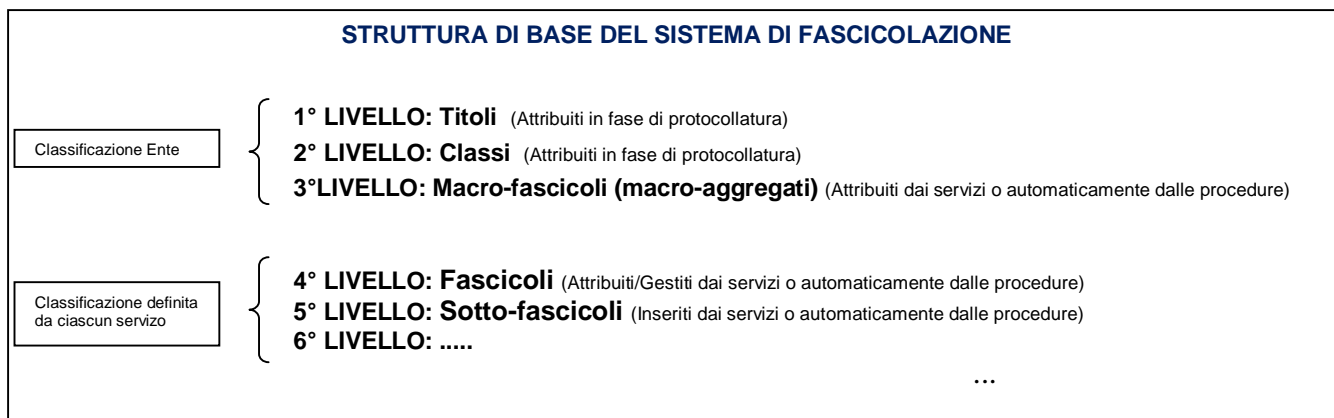 STRUTTURA DI BASE DEL SISTEMA DI FASCICOLAZIONE
Classificazione Ente
1° LIVELLO: Titoli (Attribuiti in fase di protocollatura)
2° LIVELLO: Classi (Attribuiti in fase di protocollatura)
3°LIVELLO: Macro-fascicoli (macro-aggregati) (Attribuiti dai servizi o automaticamente dalle procedure)
Classificazione definita
da ciascun servizo
4° LIVELLO: Fascicoli (Attribuiti/Gestiti dai servizi o automaticamente dalle procedure)
5° LIVELLO: Sotto-fascicoli (Inseriti dai servizi o automaticamente dalle procedure)
6° LIVELLO: .....
...